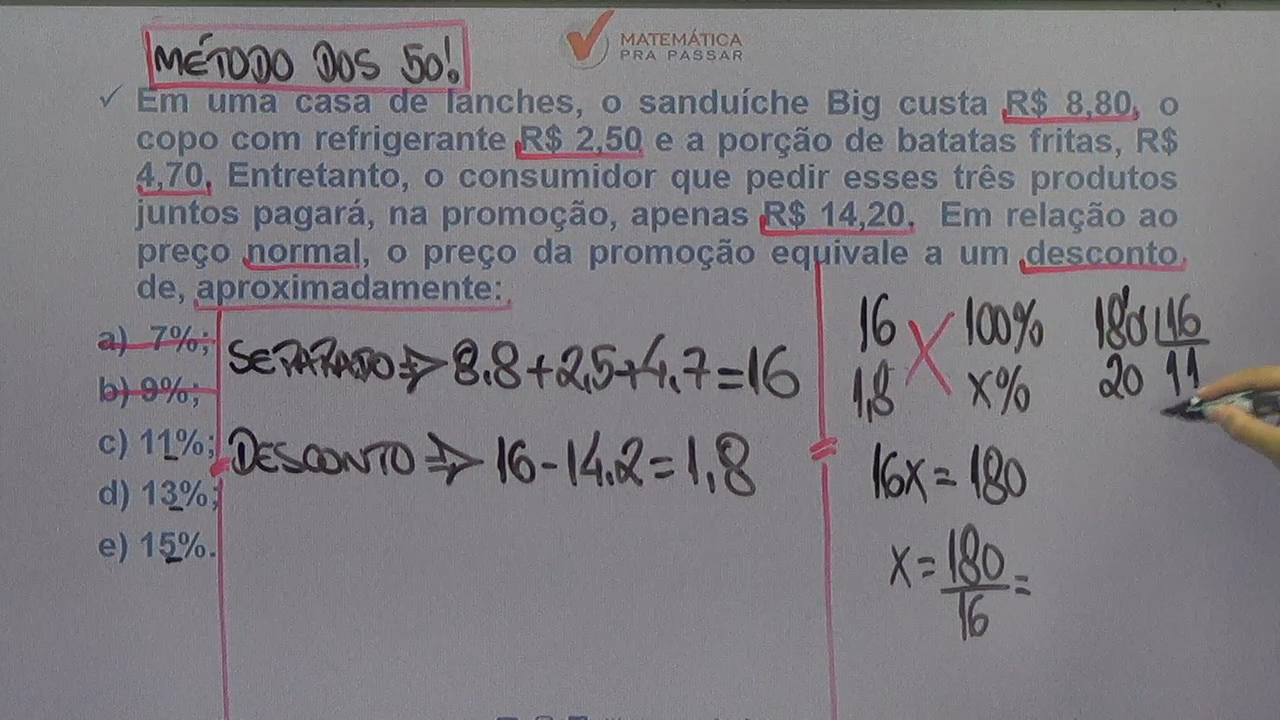 MÉTODO DOS 50!
MATEMÁTICA
PRA PASSAR
✓ Em uma casa de lanches, o sanduíche Big custa R$ 8,80, o
copo com refrigerante R$ 2,50 e a porção de batatas fritas, R$
4,70. Entretanto, o consumidor que pedir esses três produtos
juntos pagará, na promoção, apenas R$ 14,20. Em relação ao
preço normal, o preço da promoção equivale a um desconto
de, aproximadamente:
a) 7%;
b) 9%;
c) 11%;
d) 13%;
e) 15%.
SEPARADO ⇒ 8.8+2,5+4.7=16
DESCONTO ⇒ 16-14.2=1,8
16 100%
1,8 x%
16x = 180
x = 180
16 =
180 16
20 11